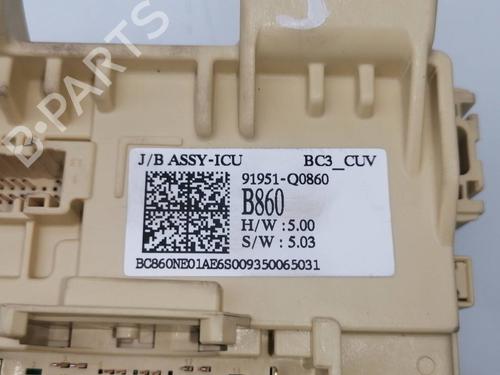 J
B-PARTS
J/B ASSY-ICU BC3_CUV
91951-Q0860
B860
H/W : 5.00
S/W : 5.03
BC860NE01AE6S009350065031